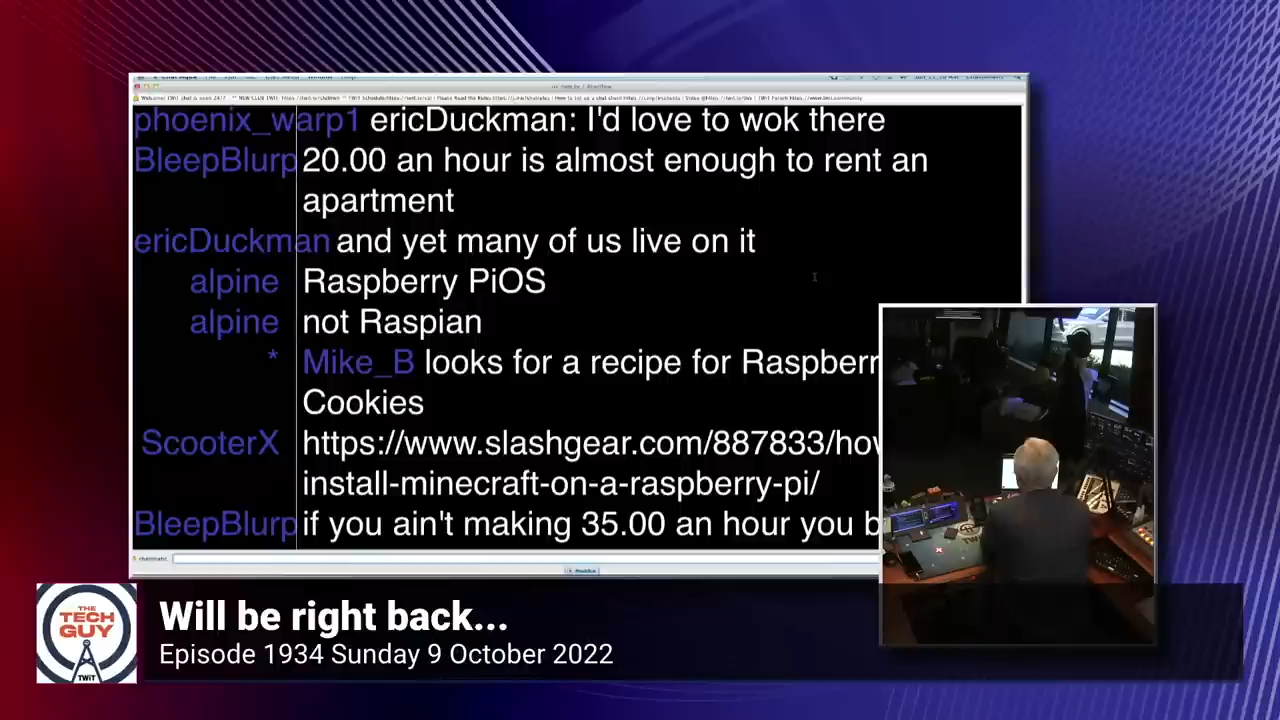 phoenix_warp1 ericDuckman: I'd love to wok there
BleepBlurp 20.00 an hour is almost enough to rent an
apartment
ericDuckman and yet many of us live on it
alpine Raspberry PiOS
alpine not Raspian
* Mike_B looks for a recipe for Raspberr
Cookies
ScooterX https://www.slashgear.com/887833/how
install-minecraft-on-a-raspberry-pi/
BleepBlurp if you ain't making 35.00 an hour you b
THE
TECH
GUY
TWiT
Will be right back...
Episode 1934 Sunday 9 October 2022